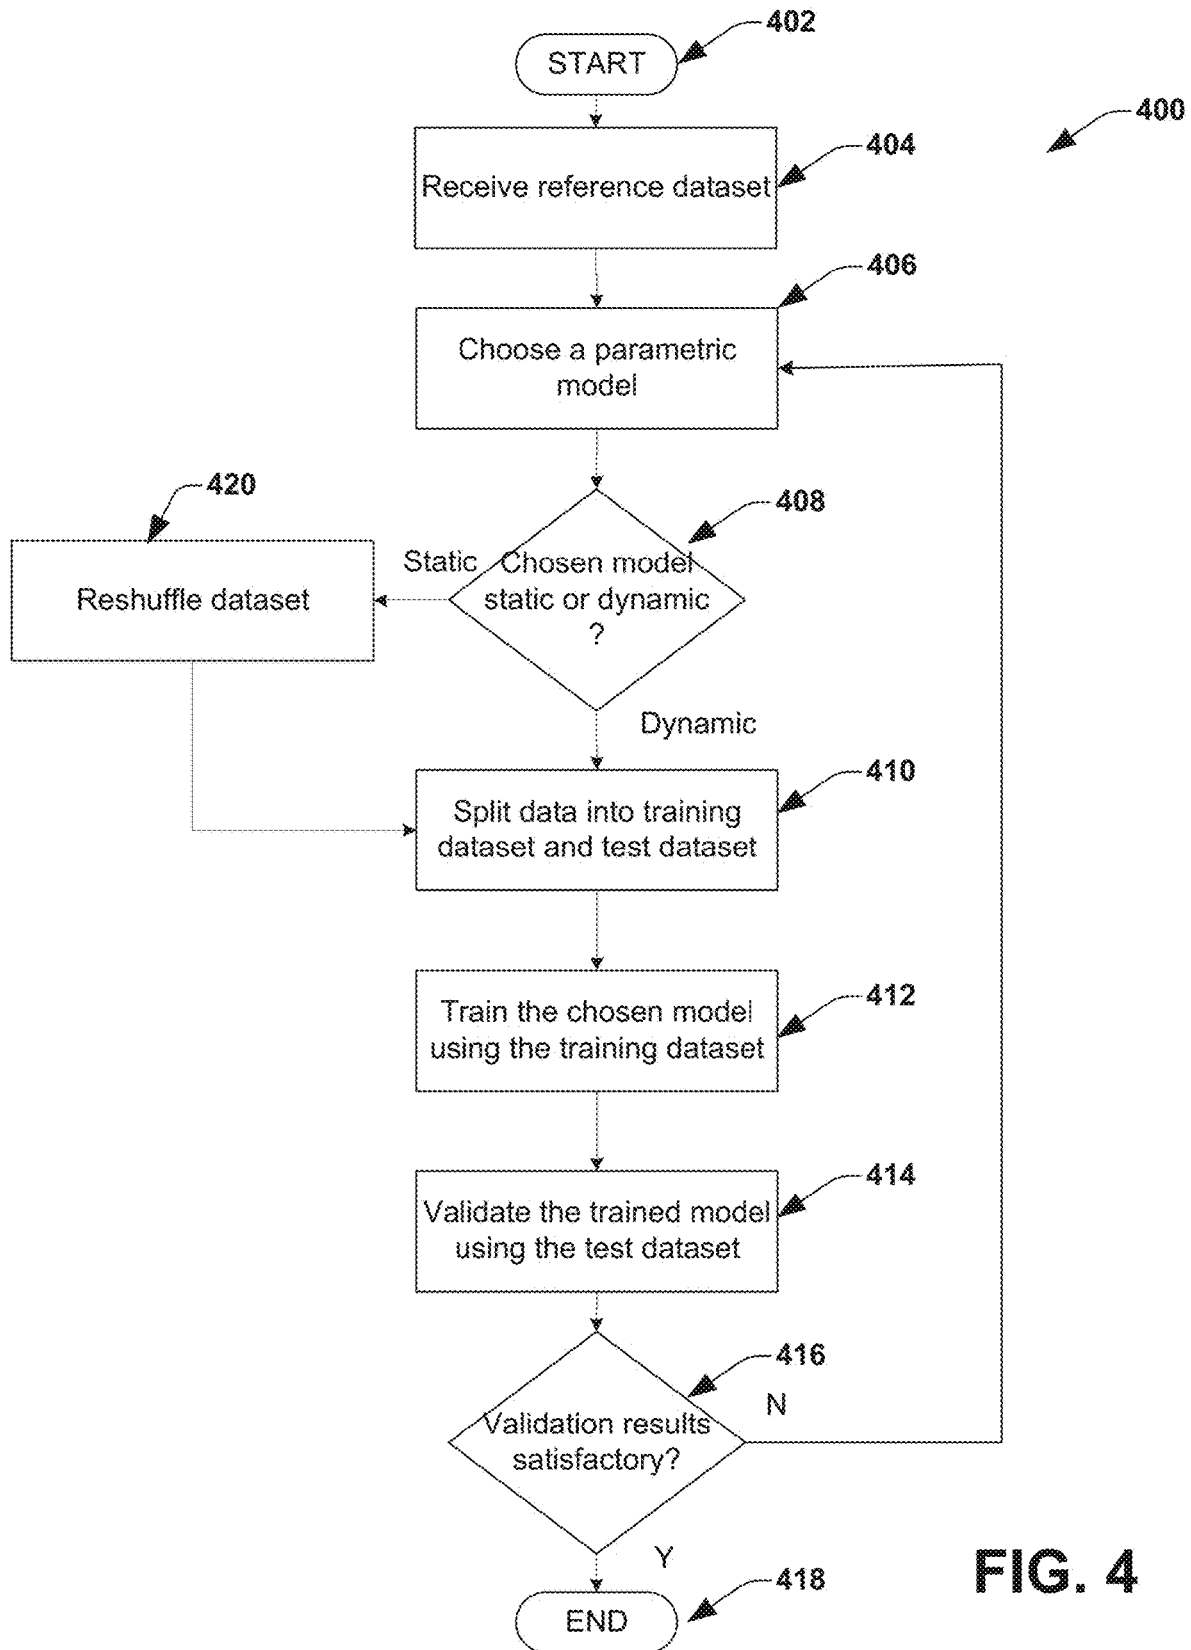 402
START
400
404
Receive reference dataset
406
Choose a parametric
model
420
408
Static
Chosen model
static or dynamic
?
Reshuffle dataset
Dynamic
410
Split data into training
dataset and test dataset
412
Train the chosen model
using the training dataset
414
Validate the trained model
using the test dataset
416
N
Validation results
satisfactory?
Y
418
END
FIG. 4